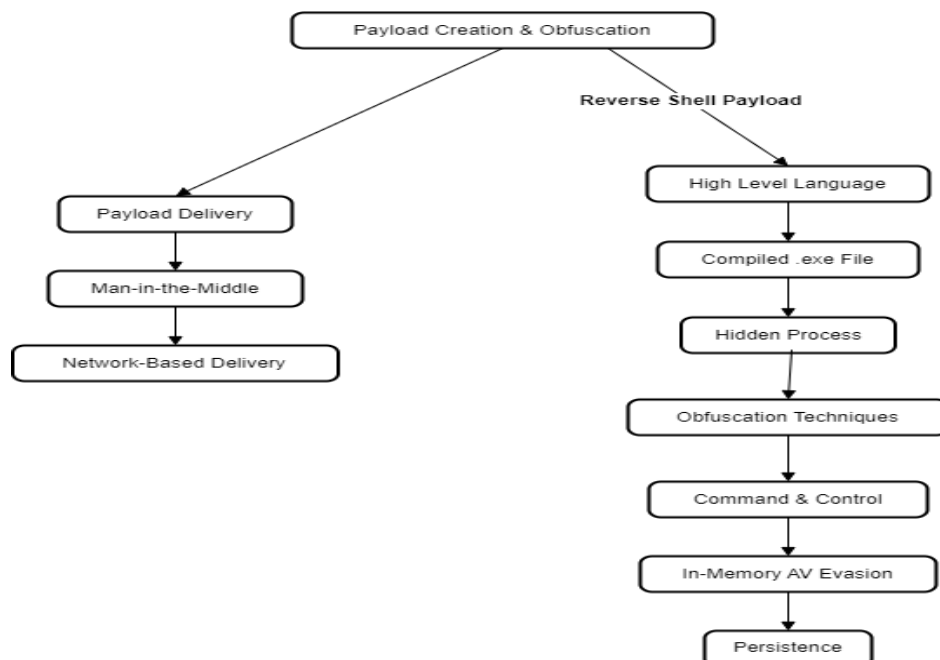 Payload Creation & Obfuscation
Reverse Shell Payload
High Level Language
Payload Delivery
Compiled .exe File
Man-in-the-Middle
Hidden Process
Network-Based Delivery
Obfuscation Techniques
Command & Control
In-Memory AV Evasion
Persistence